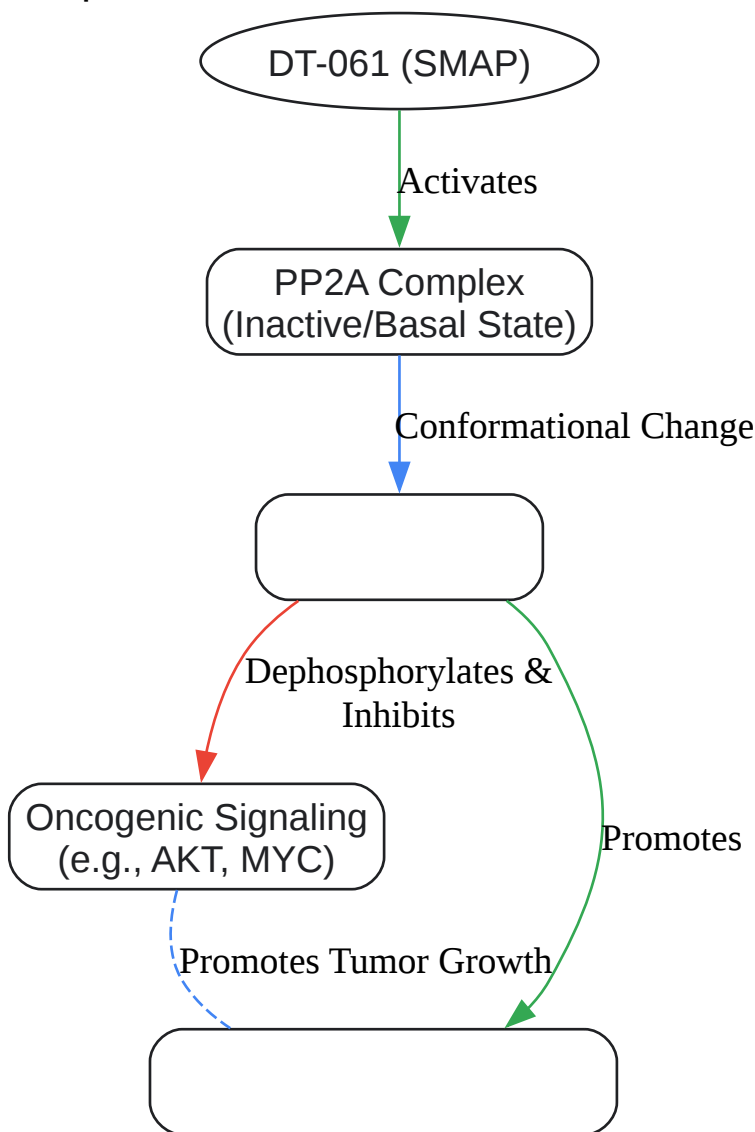 DT-061 (SMAP)
Activates
PP2A Complex
(Inactive/Basal State)
Conformational Change
Dephosphorylates &
Inhibits
Oncogenic Signaling
(e.g., AKT, MYC)
Promotes
Promotes Tumor Growth